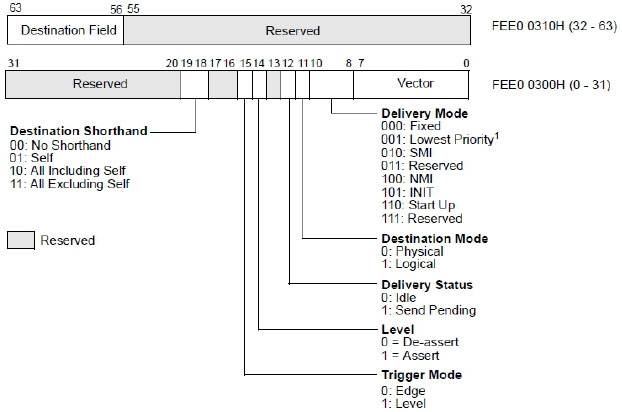 63 56 55 32
Destination Field Reserved FEE0 0310H (32 - 63)
31 20 19 18 17 16 15 14 13 12 11 10 8 7 0
Reserved Vector FEE0 0300H (0 - 31)
Destination Shorthand
00: No Shorthand
01: Self
10: All Including Self
11: All Excluding Self
Reserved
Delivery Mode
000: Fixed
001: Lowest Priority1
010: SMI
011: Reserved
100: NMI
101: INIT
110: Start Up
111: Reserved
Destination Mode
0: Physical
1: Logical
Delivery Status
0: Idle
1: Send Pending
Level
0 = De-assert
1 = Assert
Trigger Mode
0: Edge
1: Level